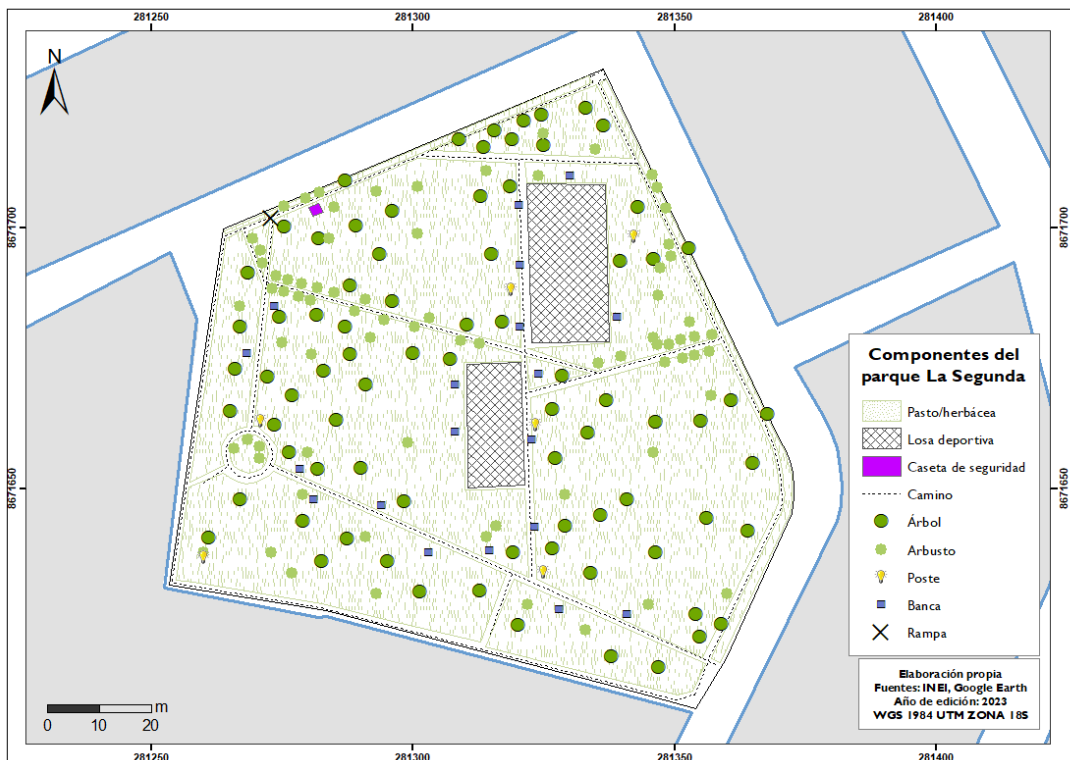 281250 281300 281350 281400
N
8671700 8671700
Componentes del
parque La Segunda
Pasto/herbácea
Losa deportiva
Caseta de seguridad
Camino
8671650 8671650
Árbol
Arbusto
Poste
Banca
Rampa
Elaboración propia
Fuentes: INEI, Google Earth
Año de edición: 2023
WGS 1984 UTM ZONA 18S
m
0 10 20
281250 281300 281350 281400